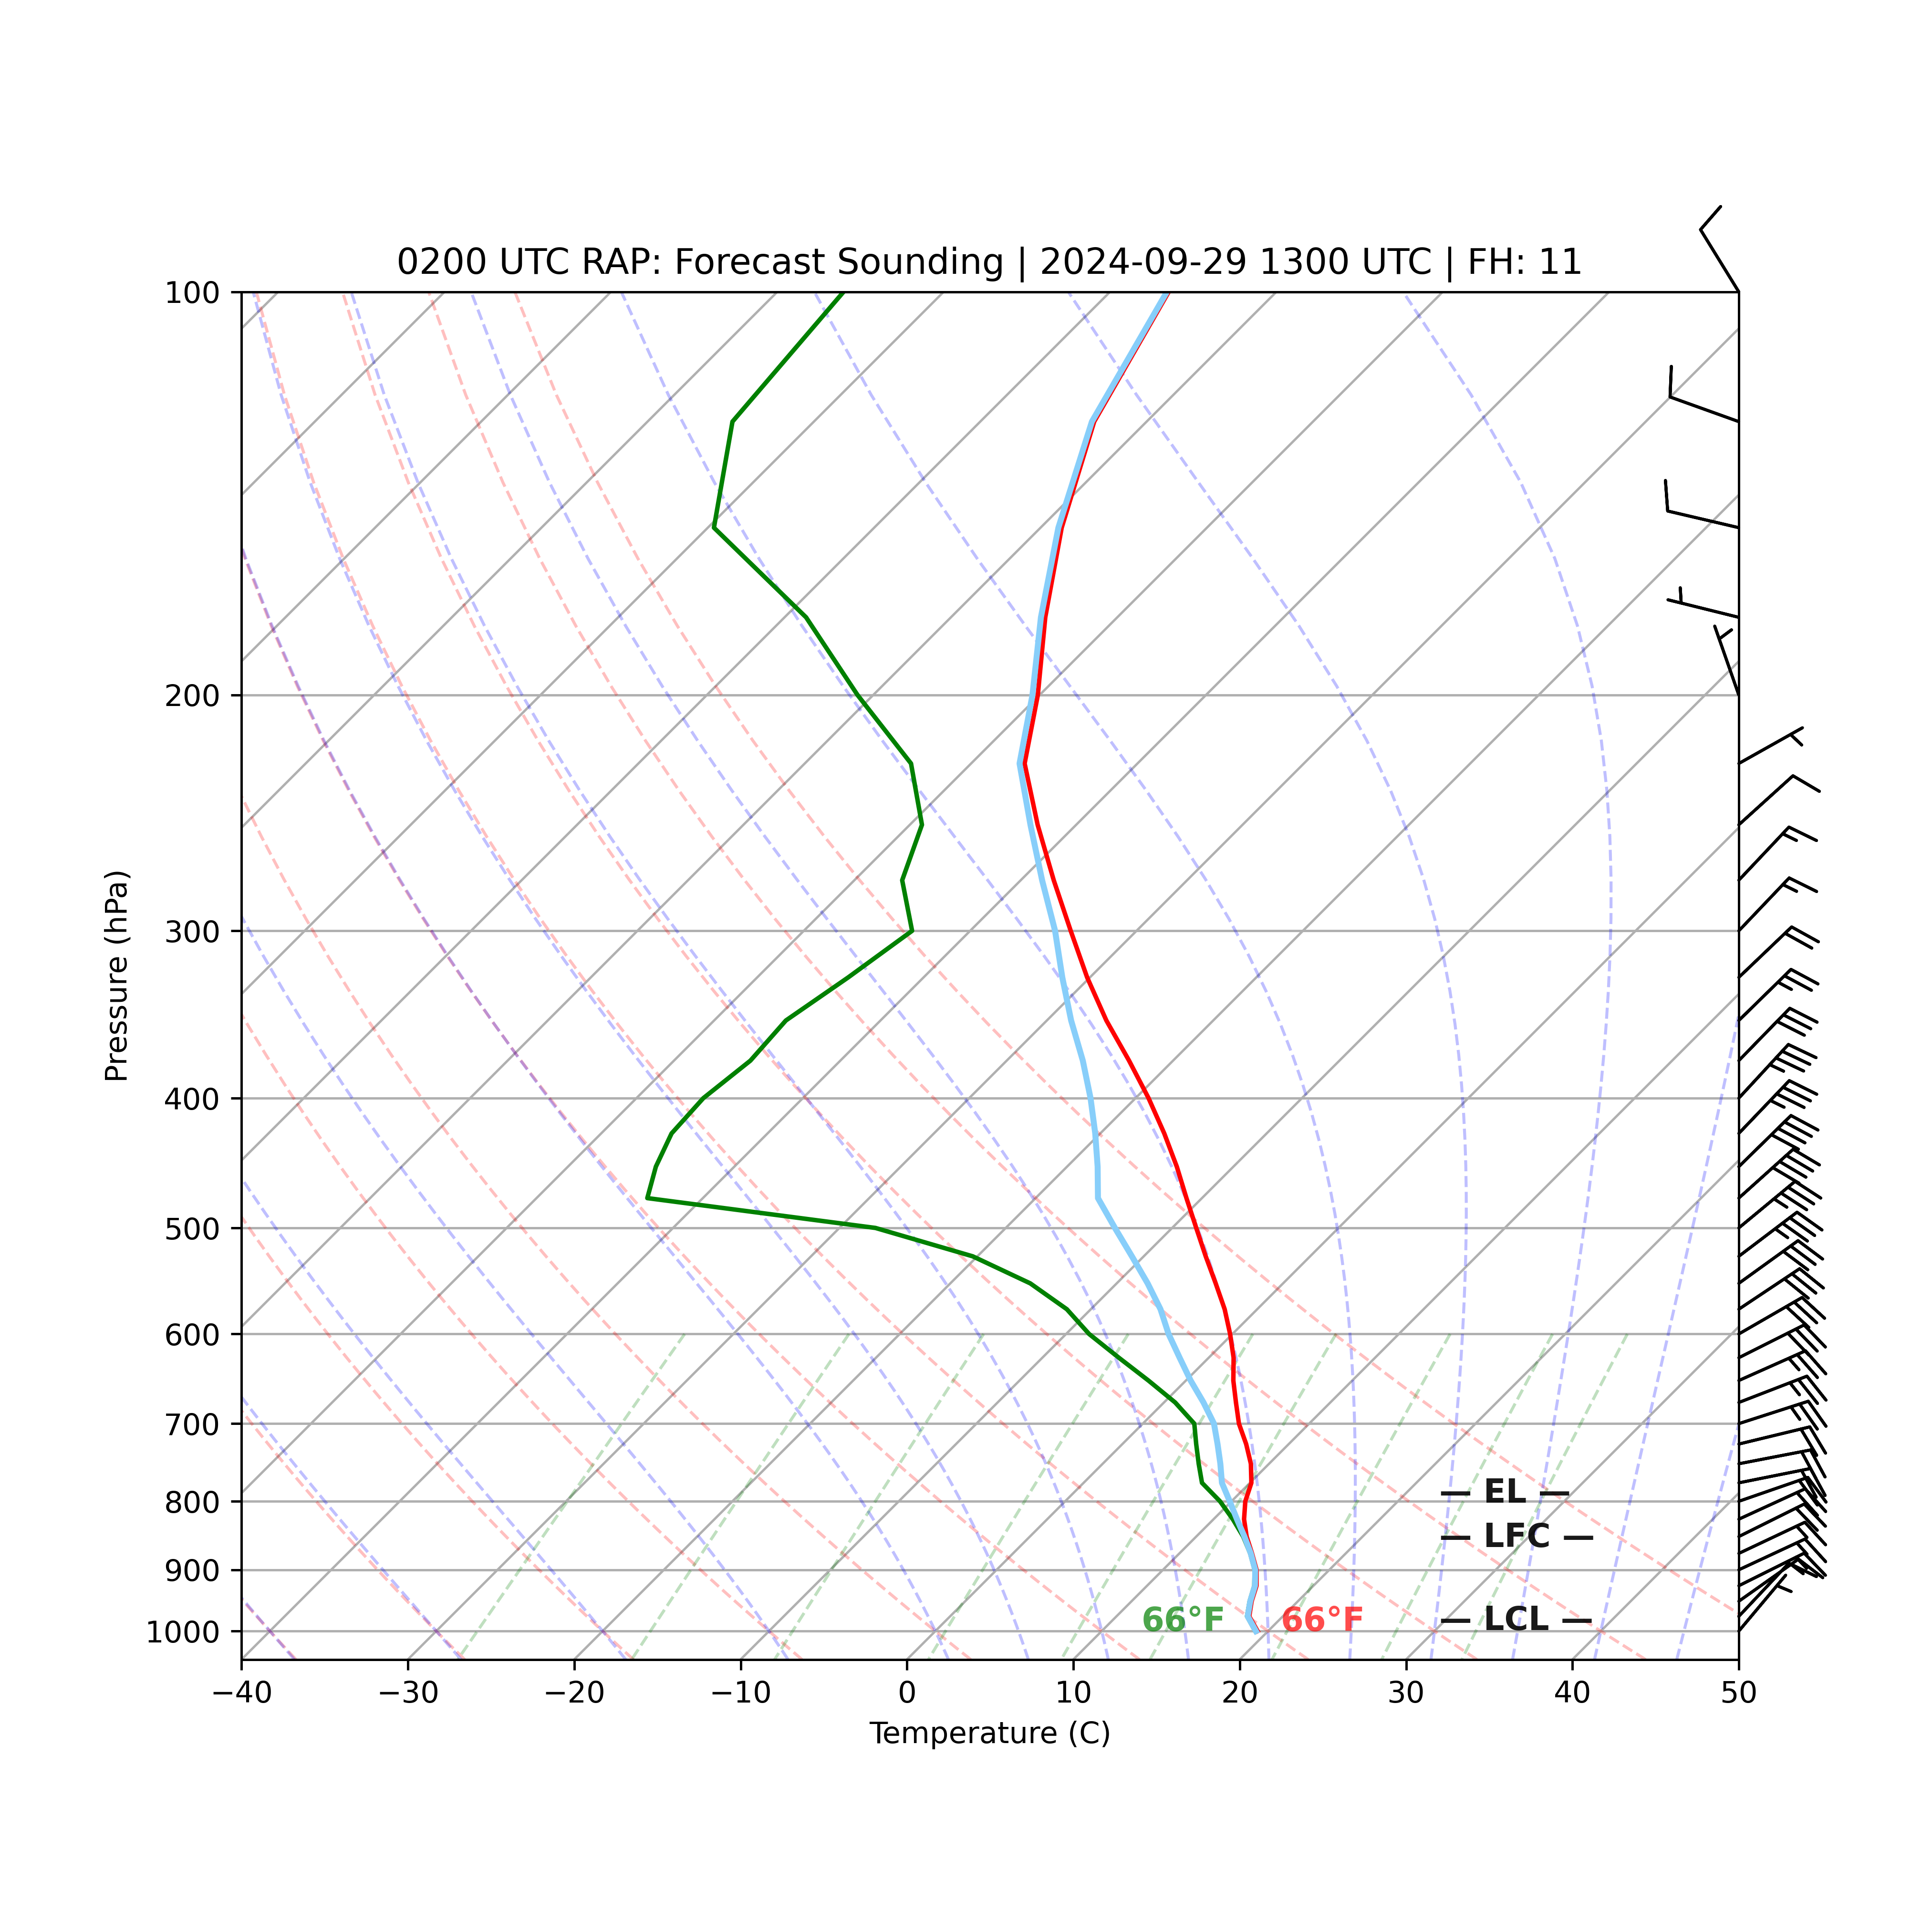 0200 UTC RAP: Forecast Sounding | 2024-09-29 1300 UTC | FH: 11
100
200
300
400
500
600
700
800
900
1000
Pressure (hPa)
— EL —
— LFC —
66°F 66°F — LCL —
−40 −30 −20 −10 0 10 20 30 40 50
Temperature (C)